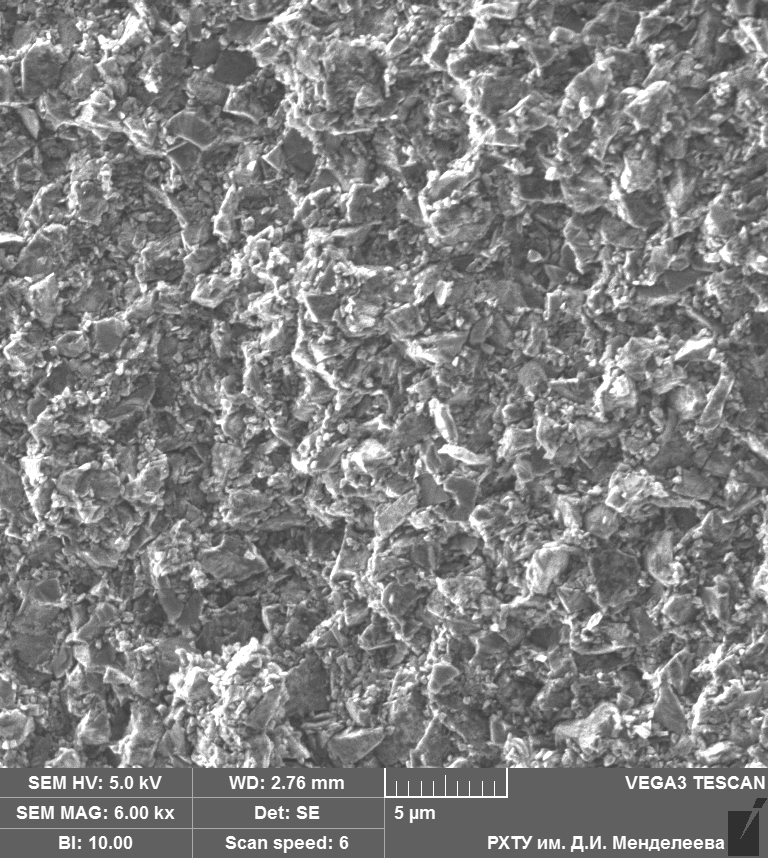 SEM HV: 5.0 kV WD: 2.76 mm VEGA3 TESCAN
SEM MAG: 6.00 kx Det: SE 5 µm
BI: 10.00 Scan speed: 6 РХТУ им. Д.И. Менделеева